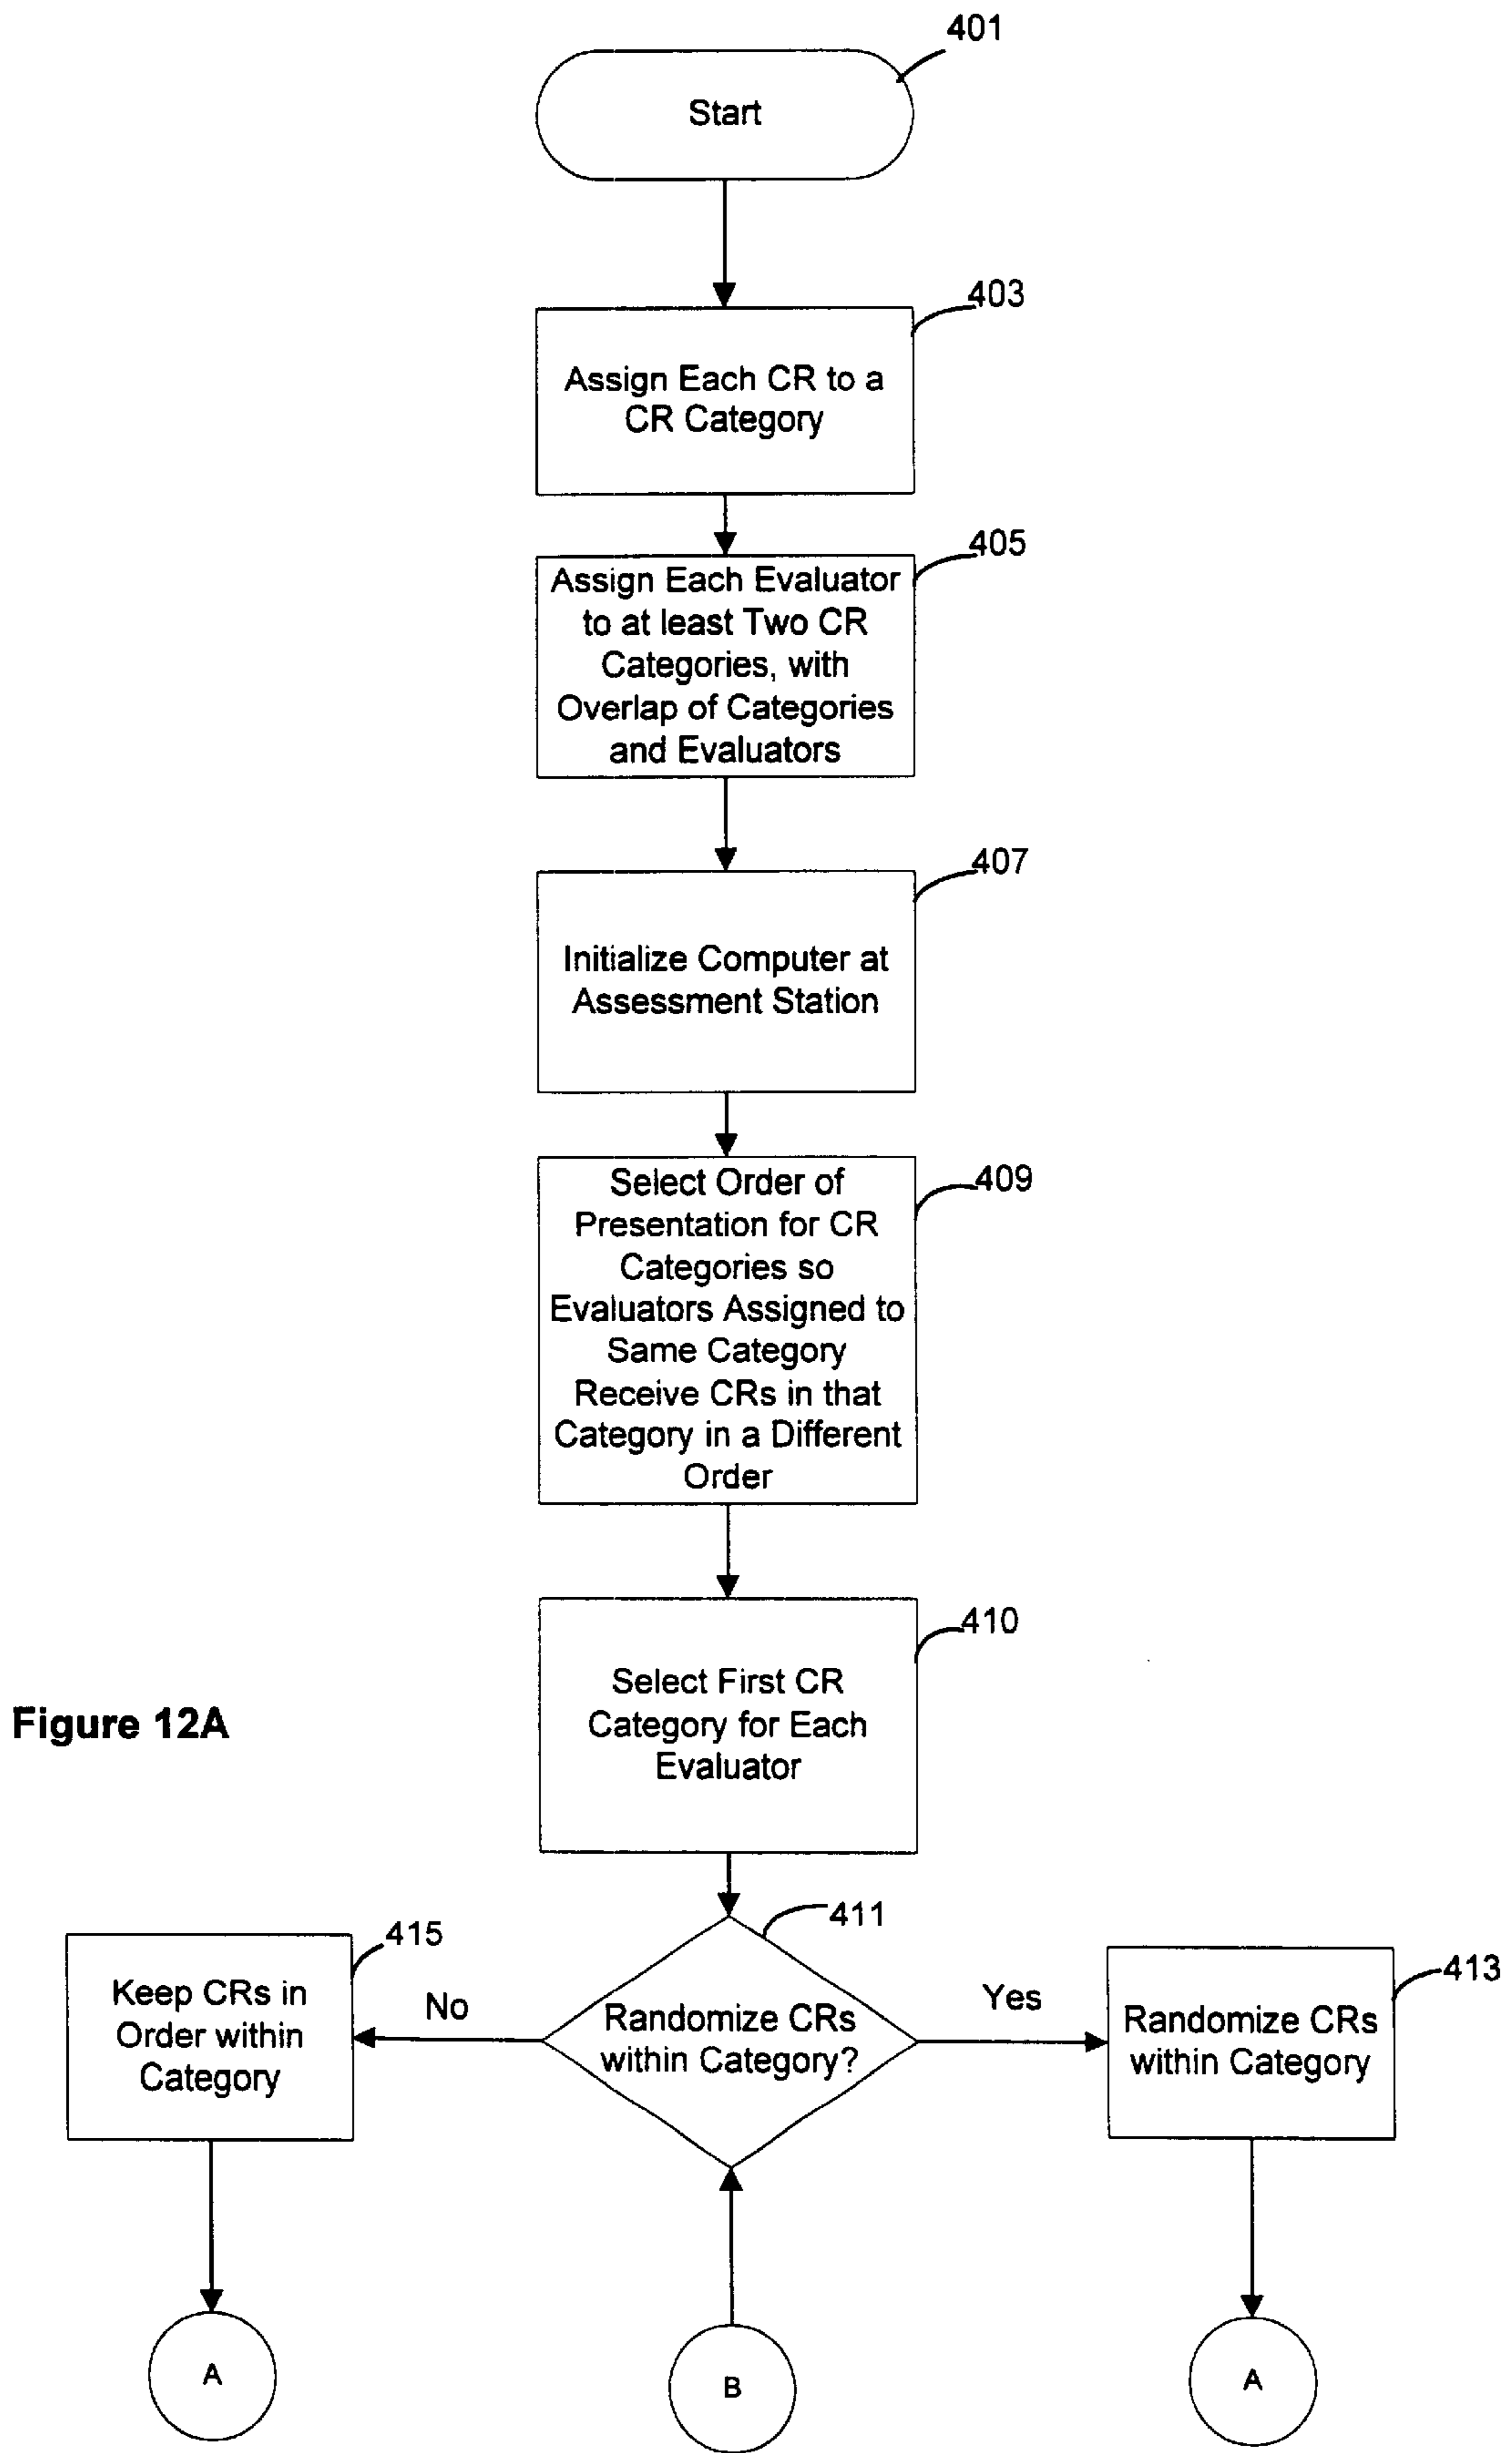 401
Start
403
Assign Each CR to a
CR Category
405
Assign Each Evaluator
to at least Two CR
Categories, with
Overlap of Categories
and Evaluators
407
Initialize Computer at
Assessment Station
409
Select Order of
Presentation for CR
Categories so
Evaluators Assigned to
Same Category
Receive CRs in that
Category in a Different
Order
410
Select First CR
Category for Each
Evaluator
Figure 12A
411
Randomize CRs
within Category?
No
Yes
415
Keep CRs in
Order within
Category
413
Randomize CRs
within Category
A
B
A